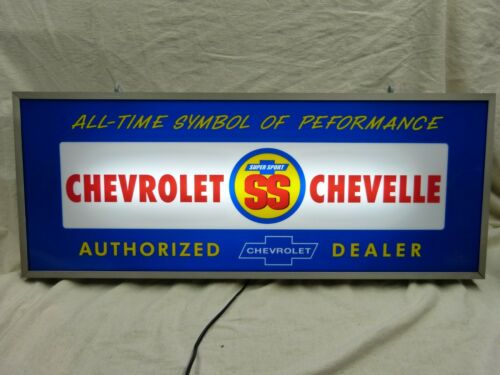 ALL-TIME SYMBOL OF PEFORMANCE
CHEVROLET SUPER SPORT SS CHEVELLE
AUTHORIZED CHEVROLET DEALER